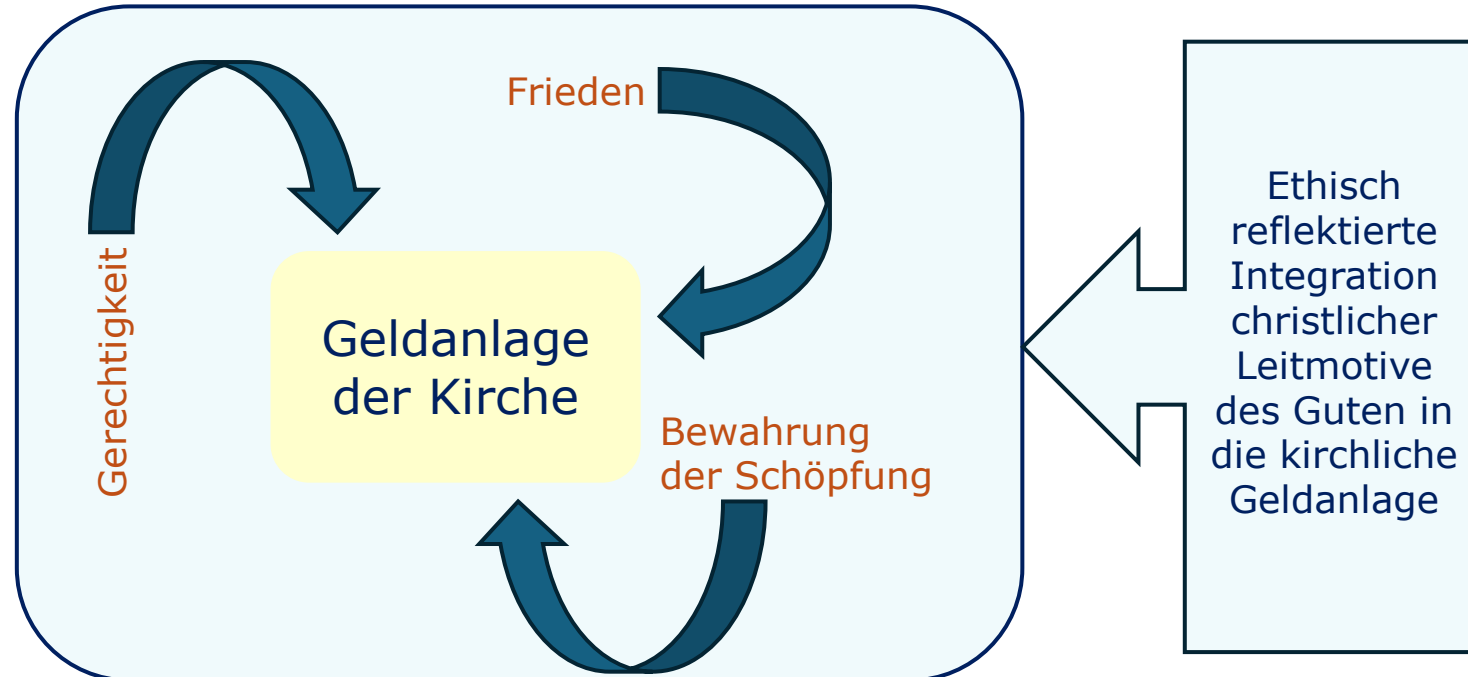 Gerechtigkeit
Frieden
Geldanlage
der Kirche
Bewahrung
der Schöpfung
Ethisch
reflektierte
Integration
christlicher
Leitmotive
des Guten in
die kirchliche
Geldanlage